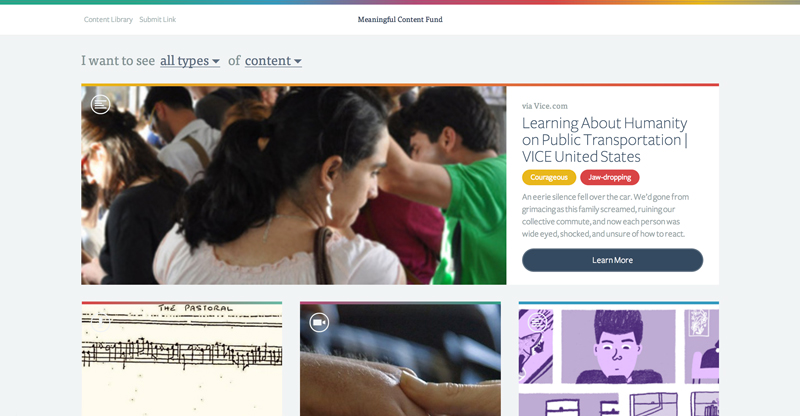 Content Library Submit Link
Meaningful Content Fund
I want to see all types of content
via Vice.com
Learning About Humanity
on Public Transportation |
VICE United States
Courageous Jaw-dropping
An eerie silence fell over the car. We'd gone from
grimacing as this family screamed, ruining our
collective commute, and now each person was
wide eyed, shocked, and unsure of how to react.
Learn More
THE PASTORAL